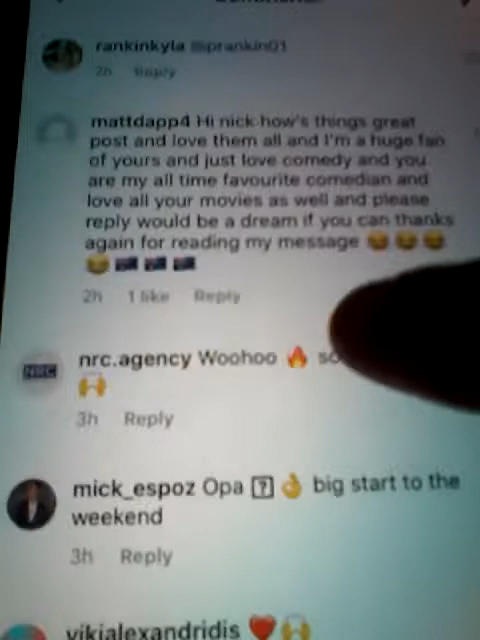 rankinkyla @prankin01
2h Reply
mattdapp4 Hi nick how's things great
post and love them all and I'm a huge fan
of yours and just love comedy and you
are my all time favourite comedian and
love all your movies as well and please
reply would be a dream if you can thanks
again for reading my message 😂 😂 😂
😂 🇦🇺 🇦🇺 🇦🇺
2h 1 like Reply
NRC
nrc.agency Woohoo 🔥 so
🙌
3h Reply
mick_espoz Opa 👌 big start to the
weekend
3h Reply
vikialexandridis ❤️ 🙌